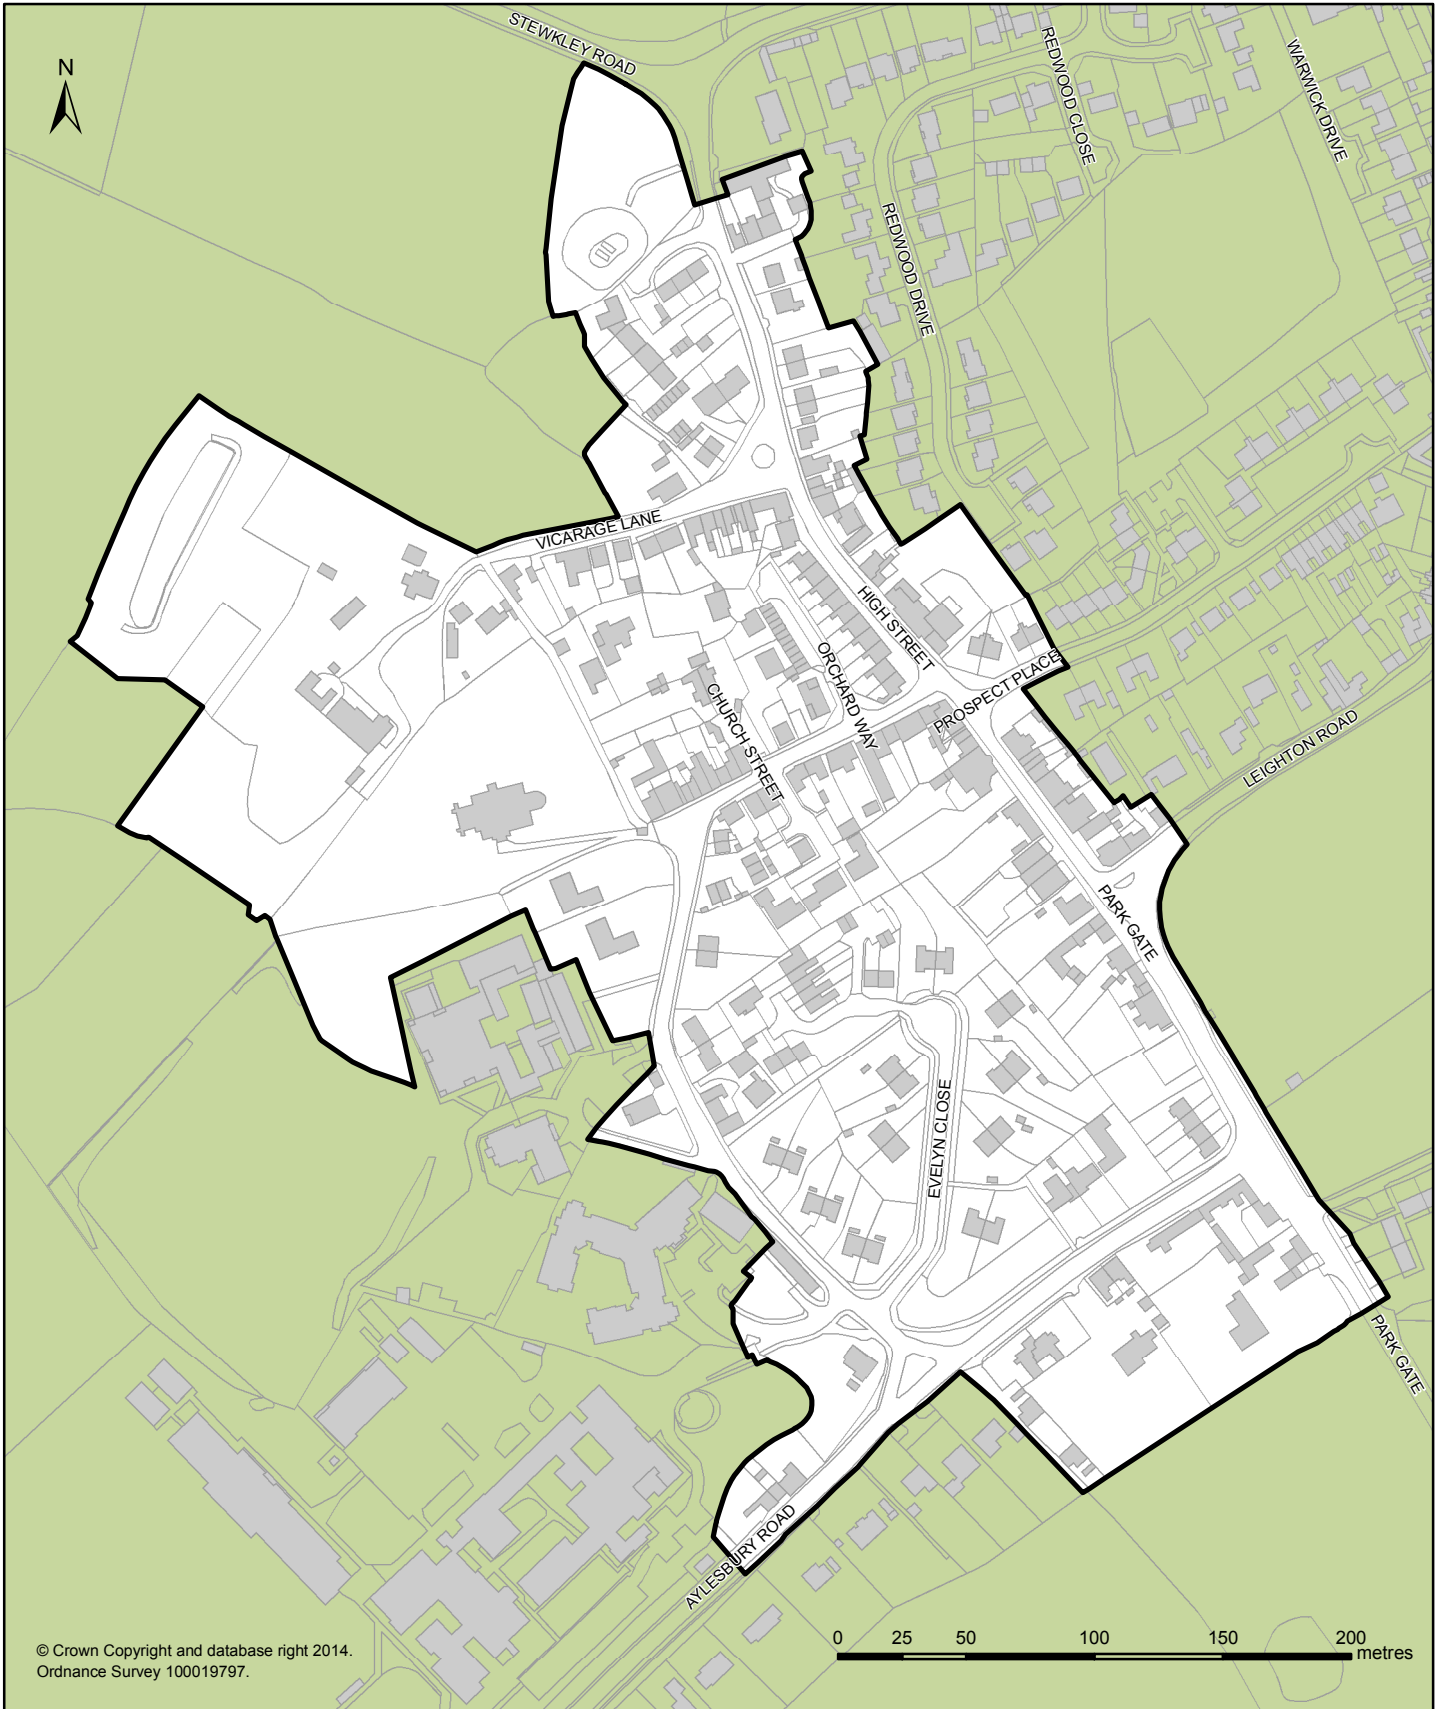 STEWKLEY ROAD
REDWOOD CLOSE
WARWICK DRIVE
N
REDWOOD DRIVE
VICARAGE LANE
HIGH STREET
ORCHARD WAY
PROSPECT PLACE
CHURCH STREET
LEIGHTON ROAD
PARK GATE
EVELYN CLOSE
PARK GATE
AYLESBURY ROAD
0 25 50 100 150 200
metres
© Crown Copyright and database right 2014.
Ordnance Survey 100019797.